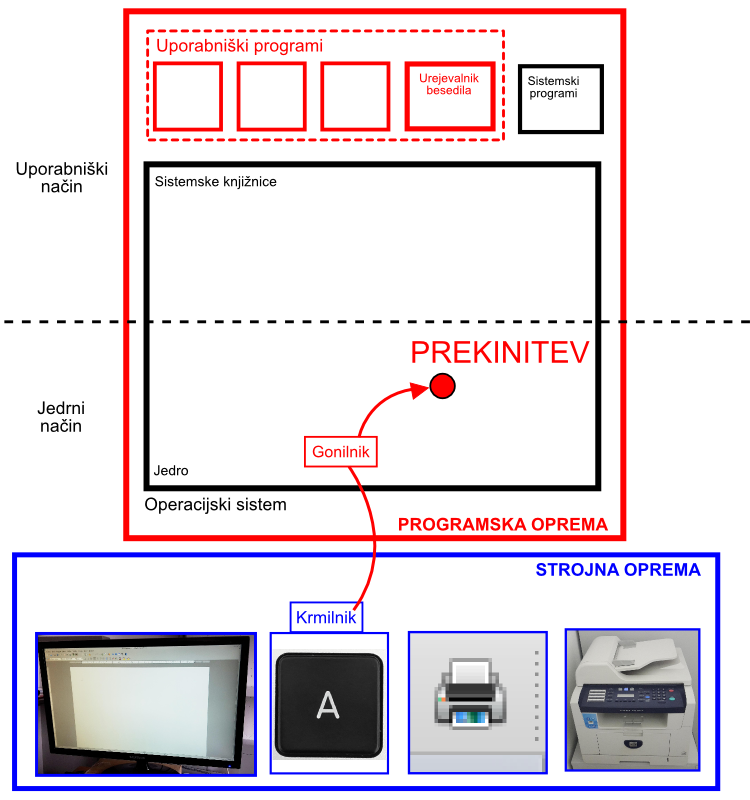 Uporabniški programi
Urejevalnik
besedila
Sistemski
programi
Uporabniški
način
Sistemske knjižnice
PREKINITEV
Jedrni
način
Gonilnik
Jedro
Operacijski sistem
PROGRAMSKA OPREMA
STROJNA OPREMA
Krmilnik
A